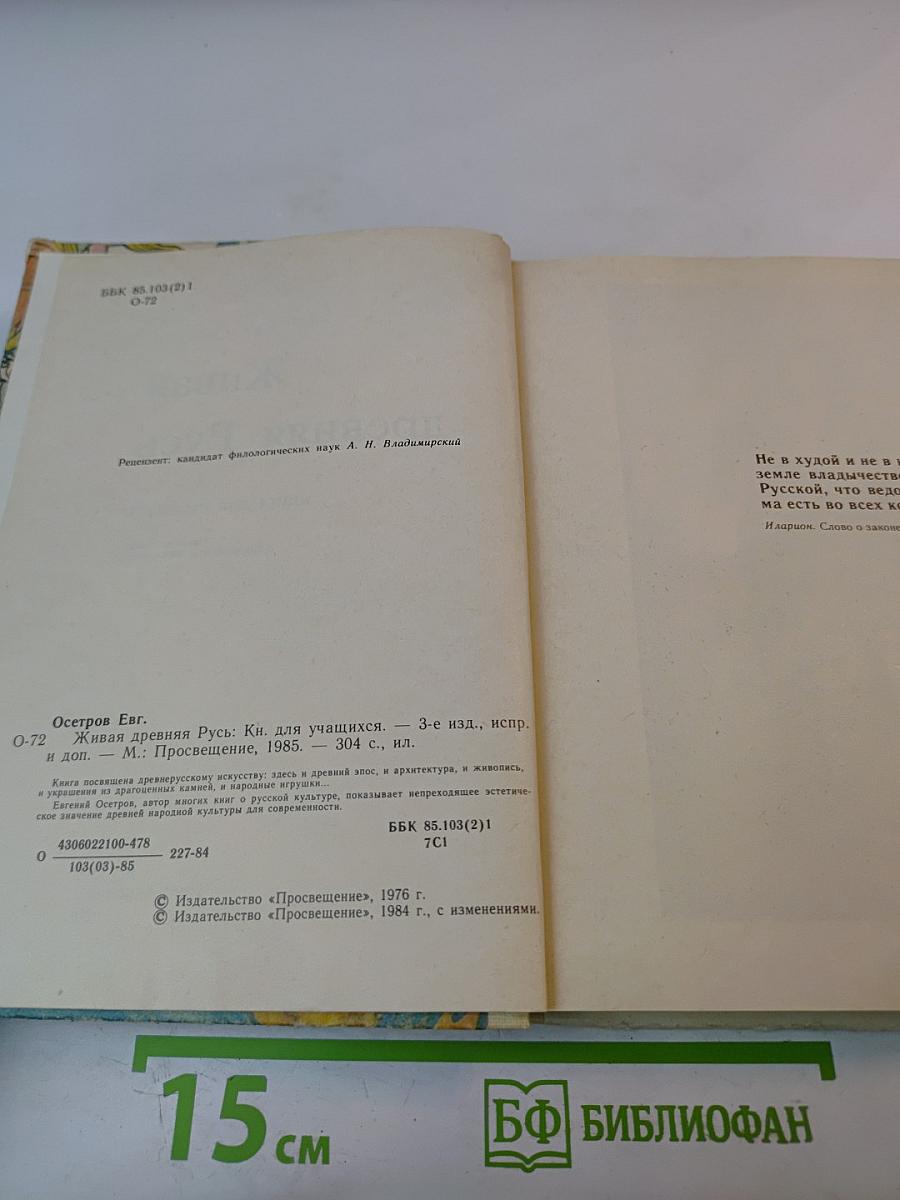 ББК 85.103(2)1
О-72
Рецензент: кандидат филологических наук А. Н. Владимирский
Осетров Евг.
О-72 Живая древняя Русь: Кн. для учащихся. — 3-е изд., испр.
и доп. — М.: Просвещение, 1985. — 304 с., ил.
Книга посвящена древнерусскому искусству: здесь и древний эпос, и архитектура, и живопись,
и украшения из драгоценных камней, и народные игрушки...
Евгений Осетров, автор многих книг о русской культуре, показывает непреходящее эстетиче-
ское значение древней народной культуры для современности.
О 4306022100-478
103(03)-85
227-84
ББК 85.103(2)1
7С1
© Издательство «Просвещение», 1976 г.
© Издательство «Просвещение», 1984 г., с изменениями.
Не в худой и не в
земле владычество
Русской, что ведо
ма есть во всех ко
Иларион. Слово о законе
15 см
БФ БИБЛИОФАН